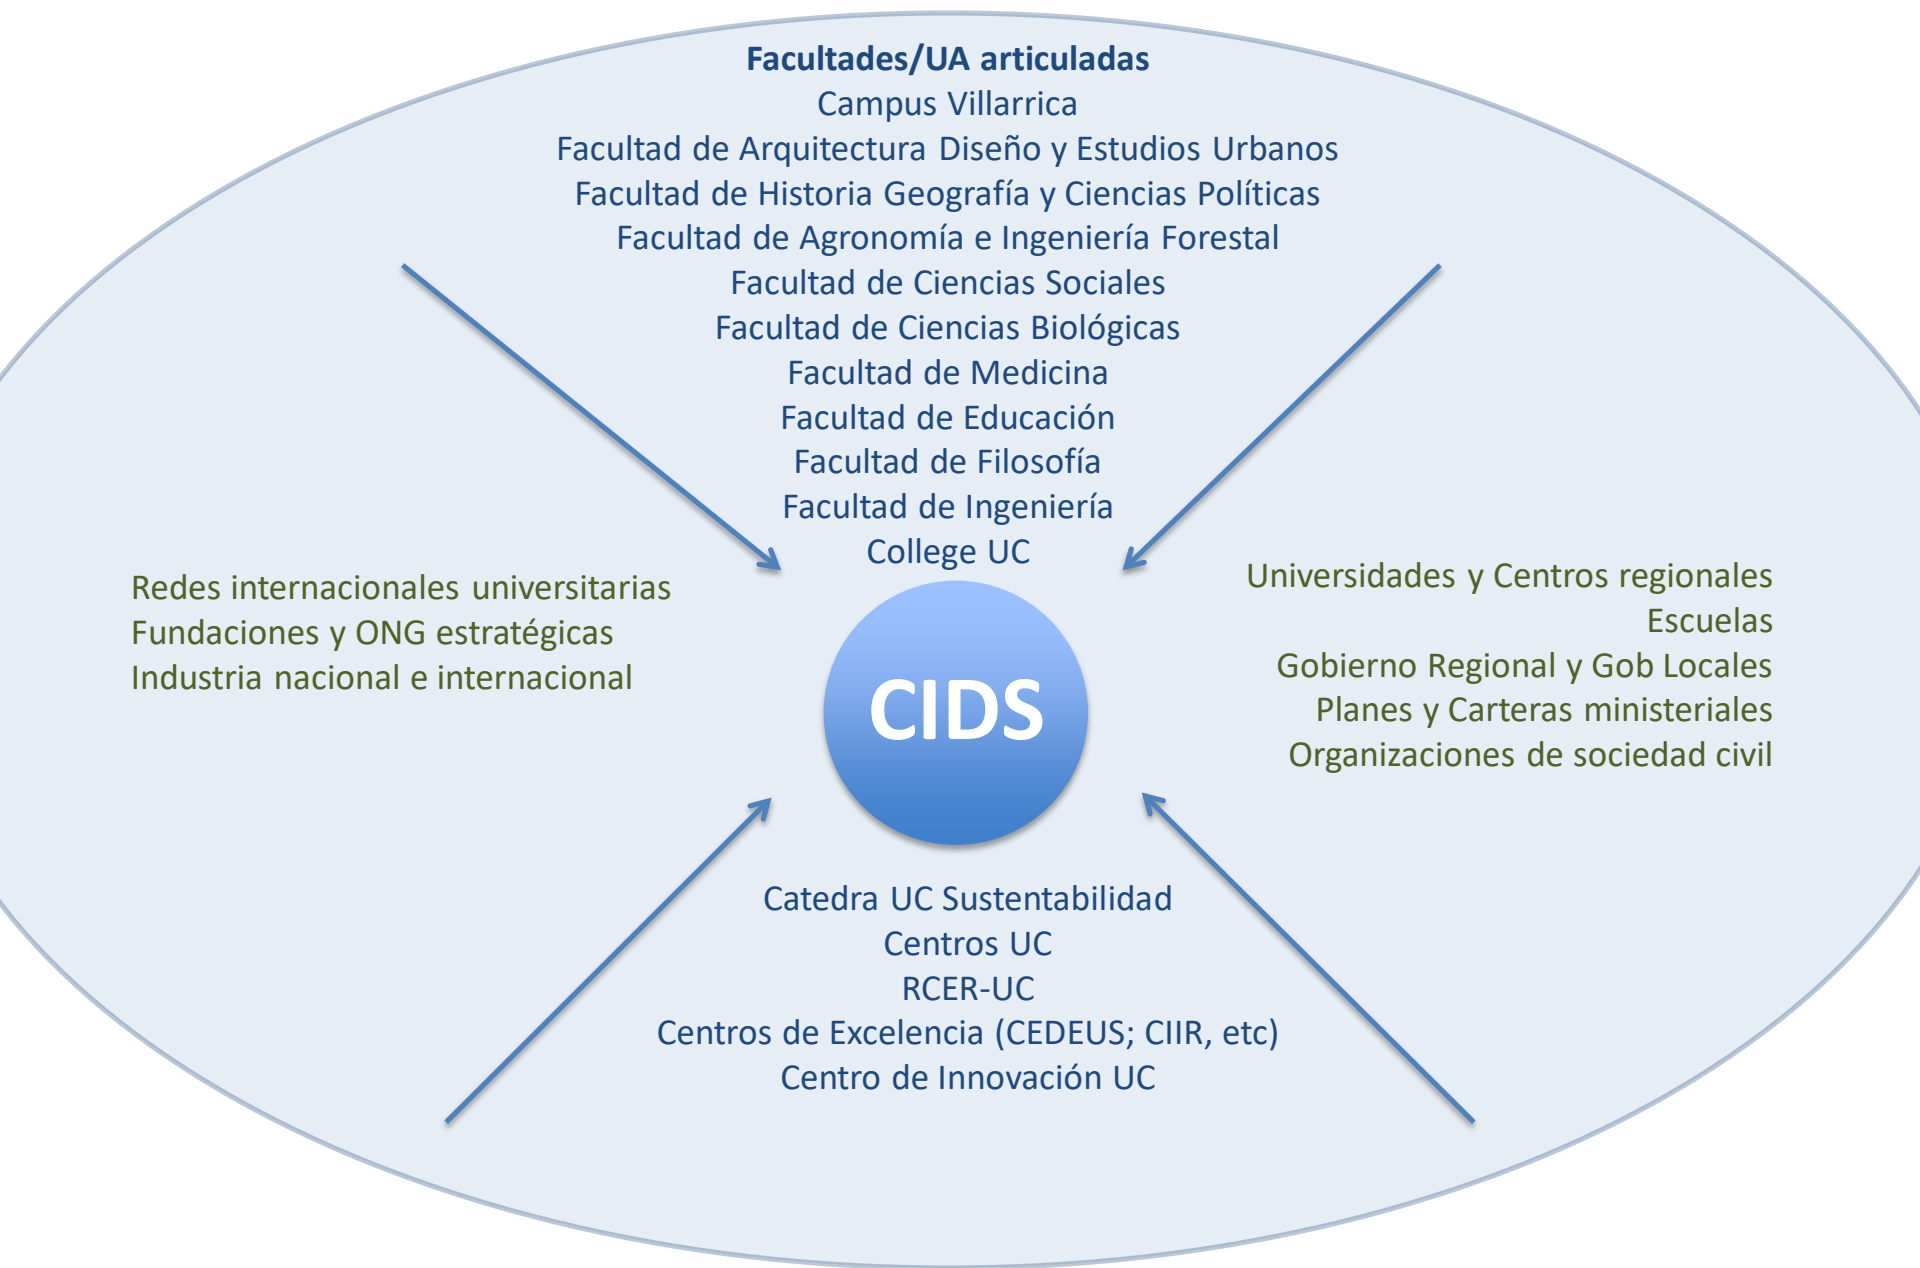 Facultades/UA articuladas
Campus Villarrica
Facultad de Arquitectura Diseño y Estudios Urbanos
Facultad de Historia Geografía y Ciencias Políticas
Facultad de Agronomía e Ingeniería Forestal
Facultad de Ciencias Sociales
Facultad de Ciencias Biológicas
Facultad de Medicina
Facultad de Educación
Facultad de Filosofía
Facultad de Ingeniería
College UC
Redes internacionales universitarias
Fundaciones y ONG estratégicas
Industria nacional e internacional
CIDS
Universidades y Centros regionales
Escuelas
Gobierno Regional y Gob Locales
Planes y Carteras ministeriales
Organizaciones de sociedad civil
Catedra UC Sustentabilidad
Centros UC
RCER-UC
Centros de Excelencia (CEDEUS; CIIR, etc)
Centro de Innovación UC